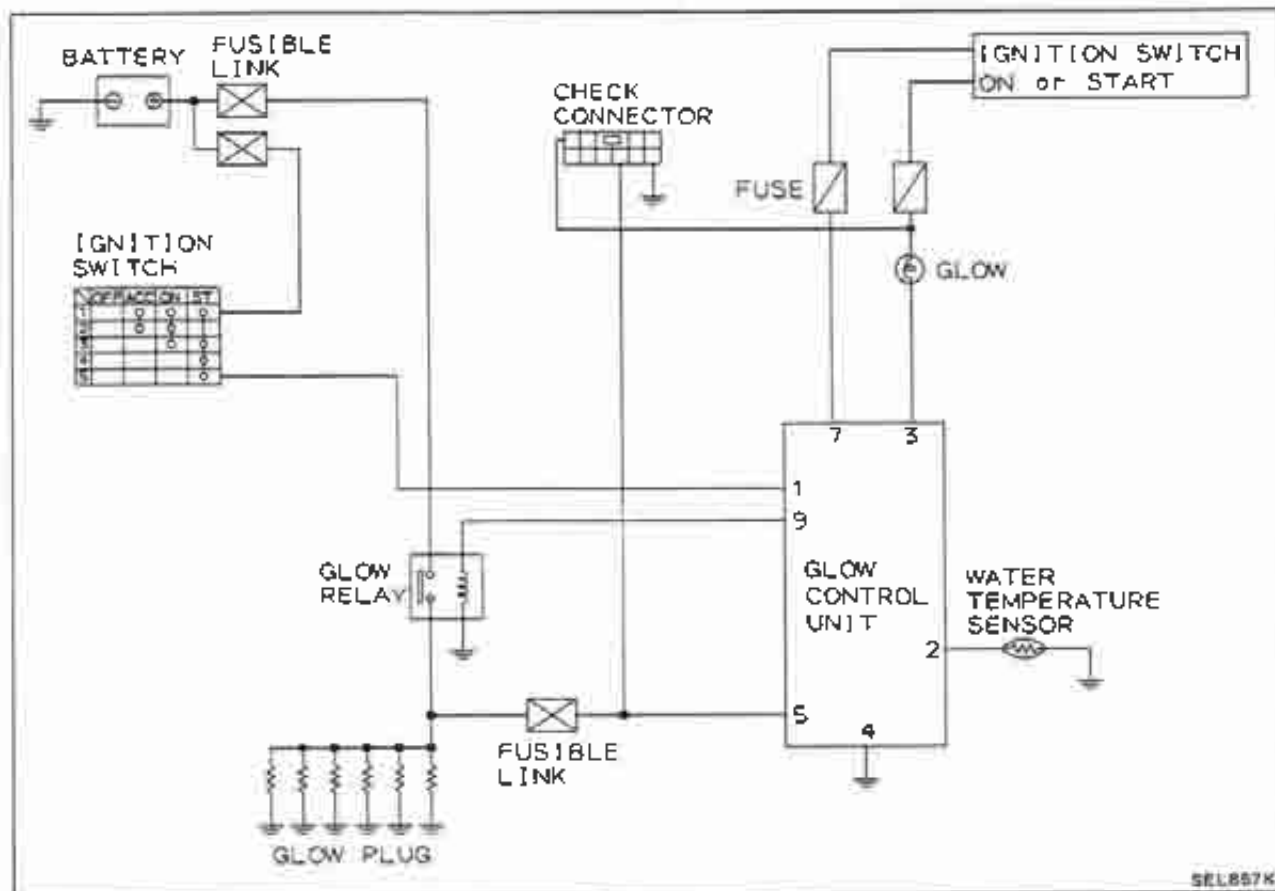 BATTERY
FUSIBLE
LINK
IGNITION SWITCH
ON or START
CHECK
CONNECTOR
FUSE
IGNITION
SWITCH
OFF ACC ON ST
1
2
3
4
5
GLOW
7 3
1
9
GLOW
RELAY
GLOW
CONTROL
UNIT
WATER
TEMPERATURE
SENSOR
2
5
4
FUSIBLE
LINK
GLOW PLUG
SEL857K